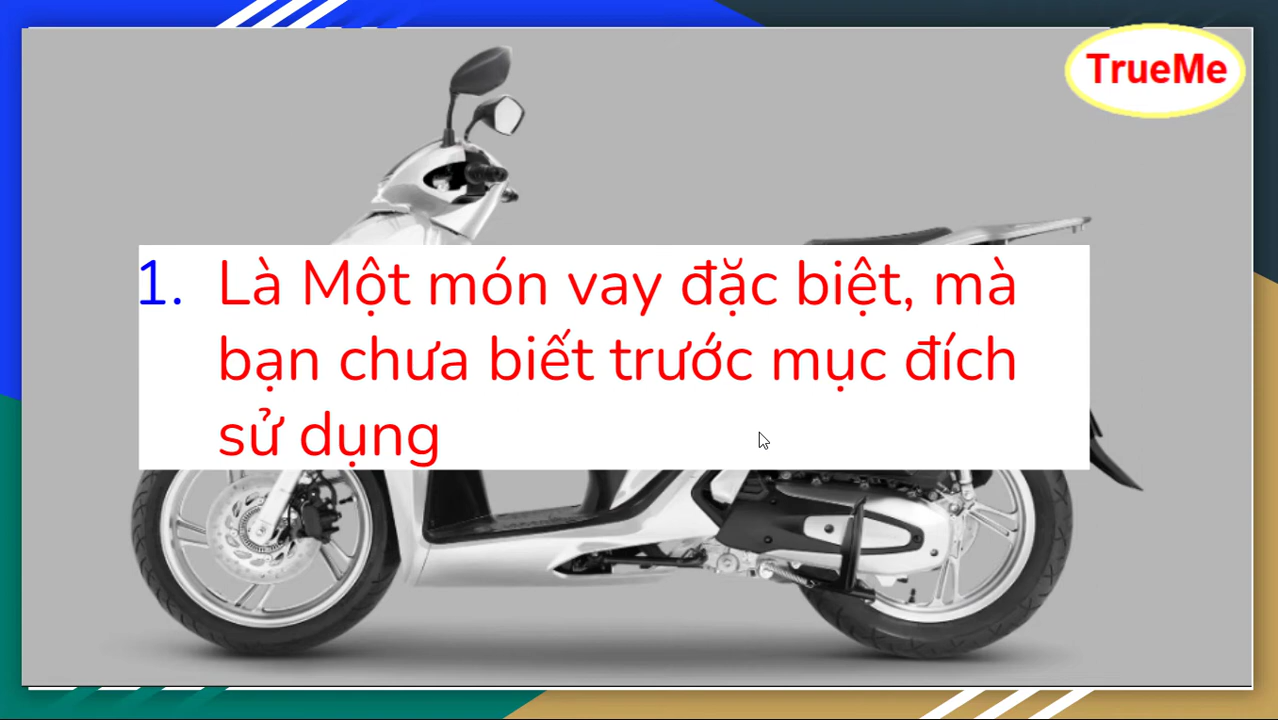 TrueMe
1. Là Một món vay đặc biệt, mà
bạn chưa biết trước mục đích
sử dụng